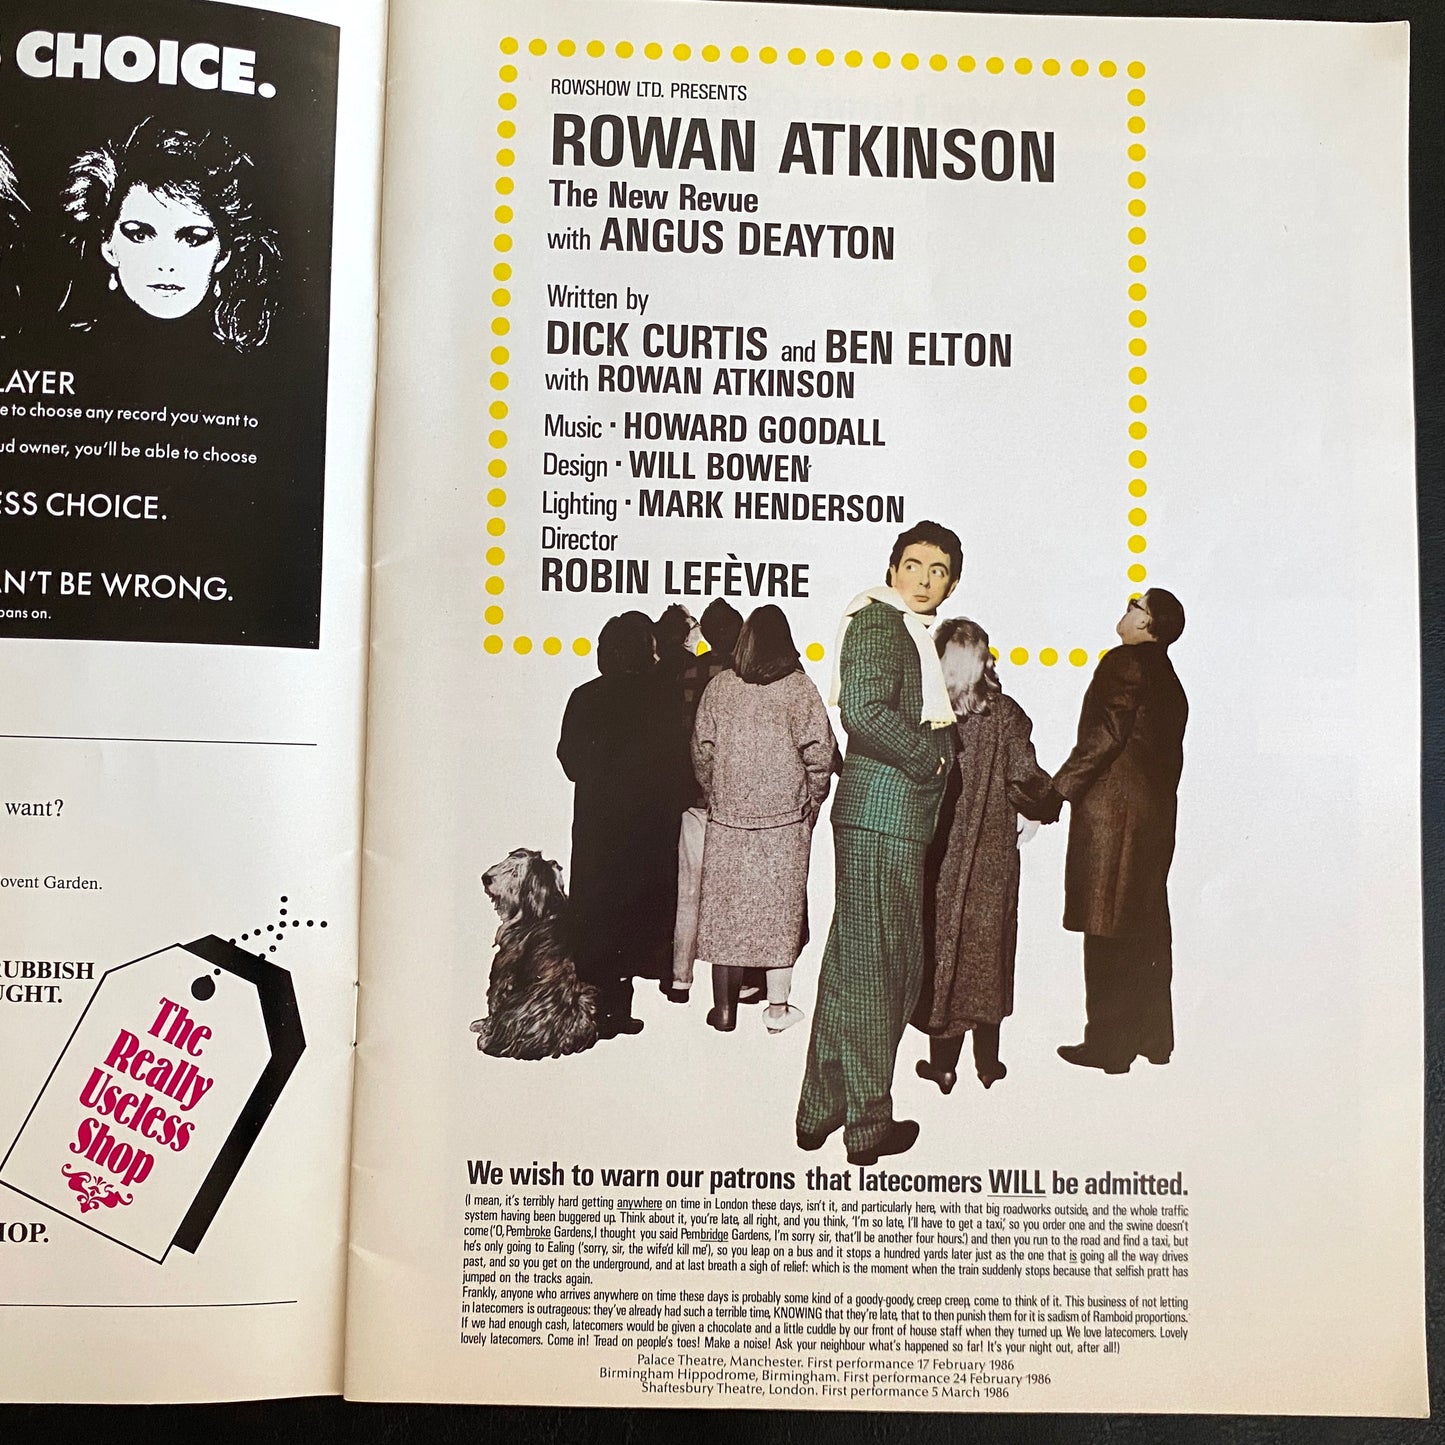 CHOICE.
LAYER
e to choose any record you want to
ud owner, you'll be able to choose
ESS CHOICE.
AN'T BE WRONG.
pans on.
want?
ovent Garden.
RUBBISH
UGHT.
The
Really
Useless
Shop
HOP.
ROWSHOW LTD. PRESENTS
ROWAN ATKINSON
The New Revue
with ANGUS DEAYTON
Written by
DICK CURTIS and BEN ELTON
with ROWAN ATKINSON
Music · HOWARD GOODALL
Design · WILL BOWEN
Lighting · MARK HENDERSON
Director
ROBIN LEFÈVRE
We wish to warn our patrons that latecomers WILL be admitted.
(I mean, it's terribly hard getting anywhere on time in London these days, isn't it, and particularly here, with that big roadworks outside, and the whole traffic
system having been buggered up. Think about it, you're late, all right, and you think, 'I'm so late, I'll have to get a taxi,' so you order one and the swine doesn't
come ('O, Pembroke Gardens, I thought you said Pembridge Gardens, I'm sorry sir, that'll be another four hours.') and then you run to the road and find a taxi, but
he's only going to Ealing ('sorry, sir, the wife'd kill me'), so you leap on a bus and it stops a hundred yards later just as the one that is going all the way drives
past, and so you get on the underground, and at last breath a sigh of relief: which is the moment when the train suddenly stops because that selfish pratt has
jumped on the tracks again.
Frankly, anyone who arrives anywhere on time these days is probably some kind of a goody-goody, creep creep, come to think of it. This business of not letting
in latecomers is outrageous: they've already had such a terrible time, KNOWING that they're late, that to then punish them for it is sadism of Ramboid proportions.
If we had enough cash, latecomers would be given a chocolate and a little cuddle by our front of house staff when they turned up. We love latecomers. Lovely
lovely latecomers. Come in! Tread on people's toes! Make a noise! Ask your neighbour what's happened so far! It's your night out, after all!)
Palace Theatre, Manchester. First performance 17 February 1986
Birmingham Hippodrome, Birmingham. First performance 24 February 1986
Shaftesbury Theatre, London. First performance 5 March 1986